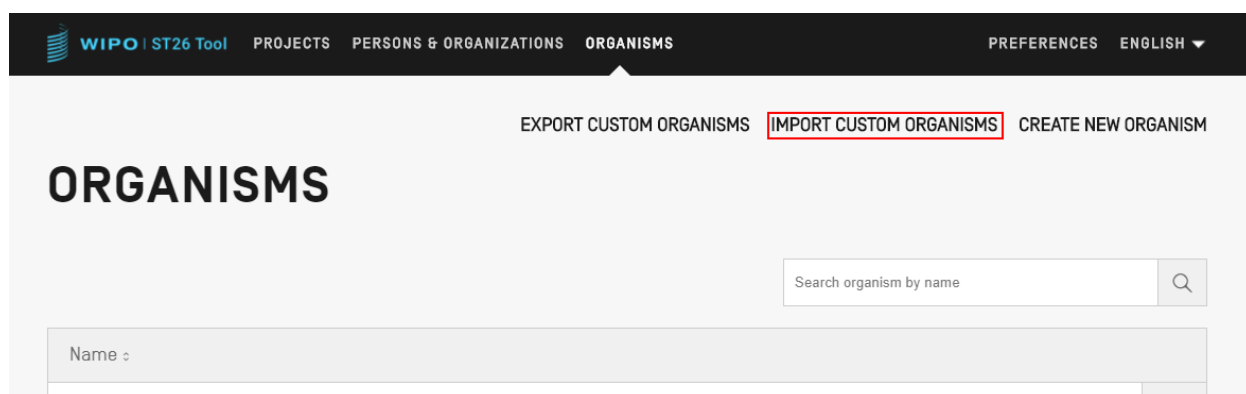 WIPO | ST26 Tool PROJECTS PERSONS & ORGANIZATIONS ORGANISMS PREFERENCES ENGLISH
EXPORT CUSTOM ORGANISMS IMPORT CUSTOM ORGANISMS CREATE NEW ORGANISM
ORGANISMS
Search organism by name
Name